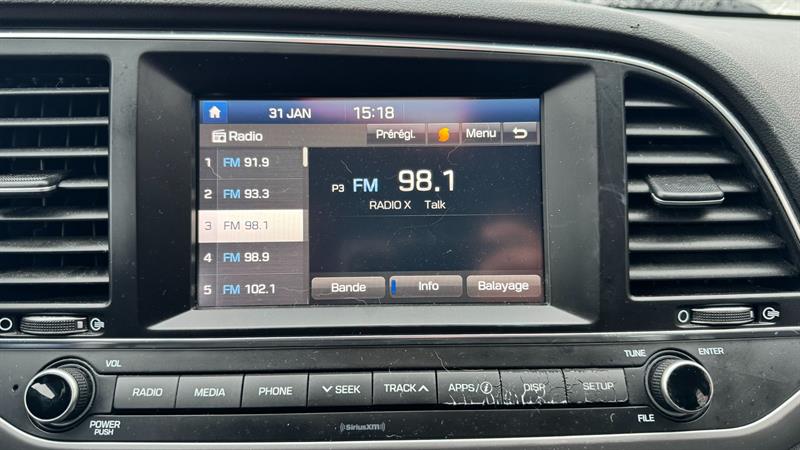 31 JAN 15:18
Radio Prérégl. Menu
1 FM 91.9
2 FM 93.3
3 FM 98.1
4 FM 98.9
5 FM 102.1
P3 FM 98.1
RADIO X Talk
Bande Info Balayage
VOL
TUNE ENTER
RADIO MEDIA PHONE SEEK TRACK APPS/i DISP SETUP
POWER
PUSH
FILE
SiriusXM